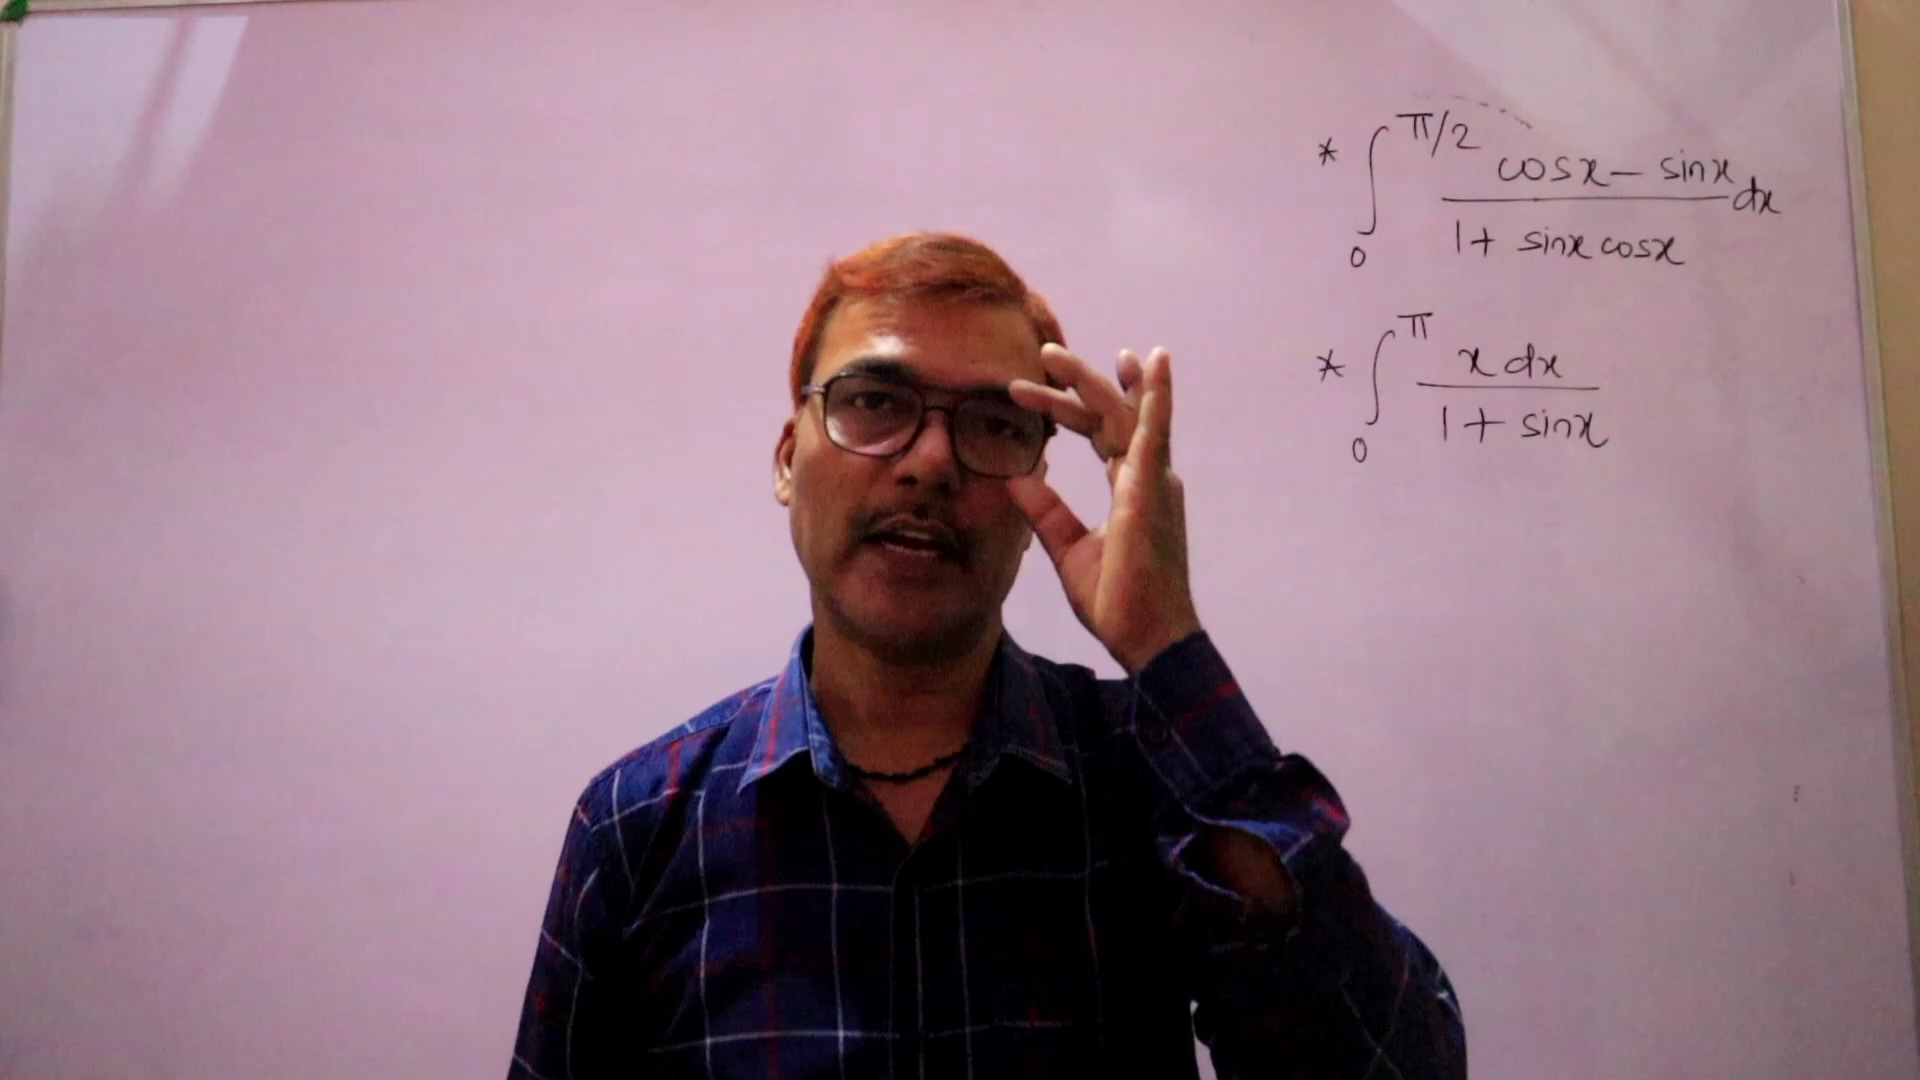 * ∫₀^π/2 (cosx − sinx)/(1 + sinx cosx) dx
* ∫₀^π (x dx)/(1 + sinx)